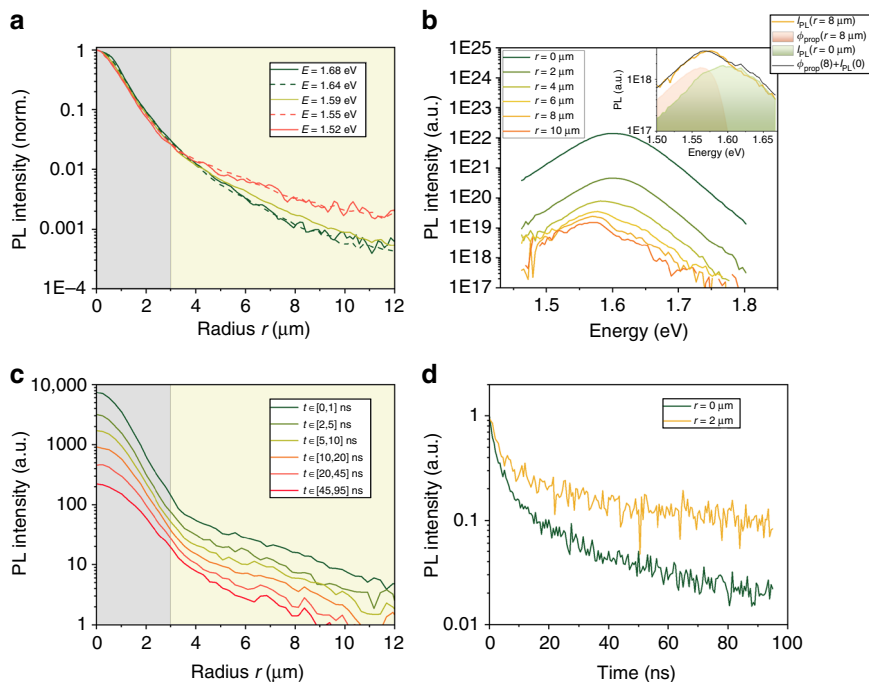 a
PL intensity (norm.)
1
0.1
0.01
0.001
1E–4
0 2 4 6 8 10 12
Radius r (μm)
E = 1.68 eV
E = 1.64 eV
E = 1.59 eV
E = 1.55 eV
E = 1.52 eV
b
PL intensity (a.u.)
1E25
1E24
1E23
1E22
1E21
1E20
1E19
1E18
1E17
1.5 1.6 1.7 1.8
Energy (eV)
r = 0 μm
r = 2 μm
r = 4 μm
r = 6 μm
r = 8 μm
r = 10 μm
PL (a.u.)
1E18
1E17
1.50 1.55 1.60 1.65
Energy (eV)
I_PL(r = 8 μm)
ϕ_prop(r = 8 μm)
I_PL(r = 0 μm)
ϕ_prop(8)+I_PL(0)
c
PL intensity (a.u.)
10,000
1000
100
10
1
0 2 4 6 8 10 12
Radius r (μm)
t∈[0,1] ns
t∈[2,5] ns
t∈[5,10] ns
t∈[10,20] ns
t∈[20,45] ns
t∈[45,95] ns
d
PL intensity (a.u.)
1
0.1
0.01
0 20 40 60 80 100
Time (ns)
r = 0 μm
r = 2 μm